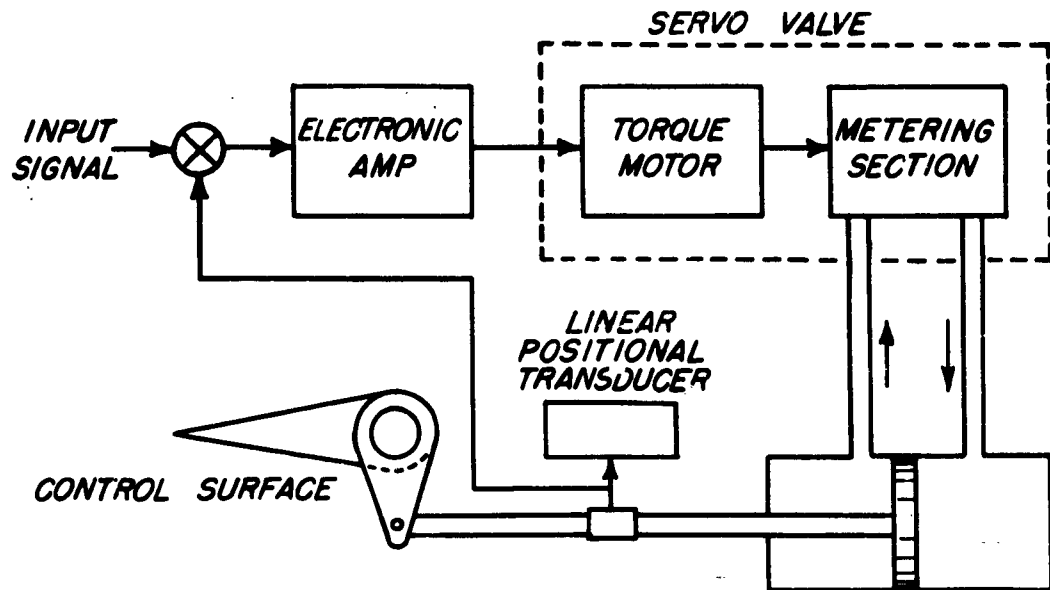 SERVO VALVE
INPUT
SIGNAL
ELECTRONIC
AMP
TORQUE
MOTOR
METERING
SECTION
LINEAR
POSITIONAL
TRANSDUCER
CONTROL SURFACE